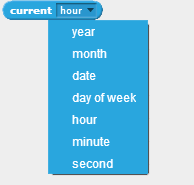 current hour
year
month
date
day of week
hour
minute
second